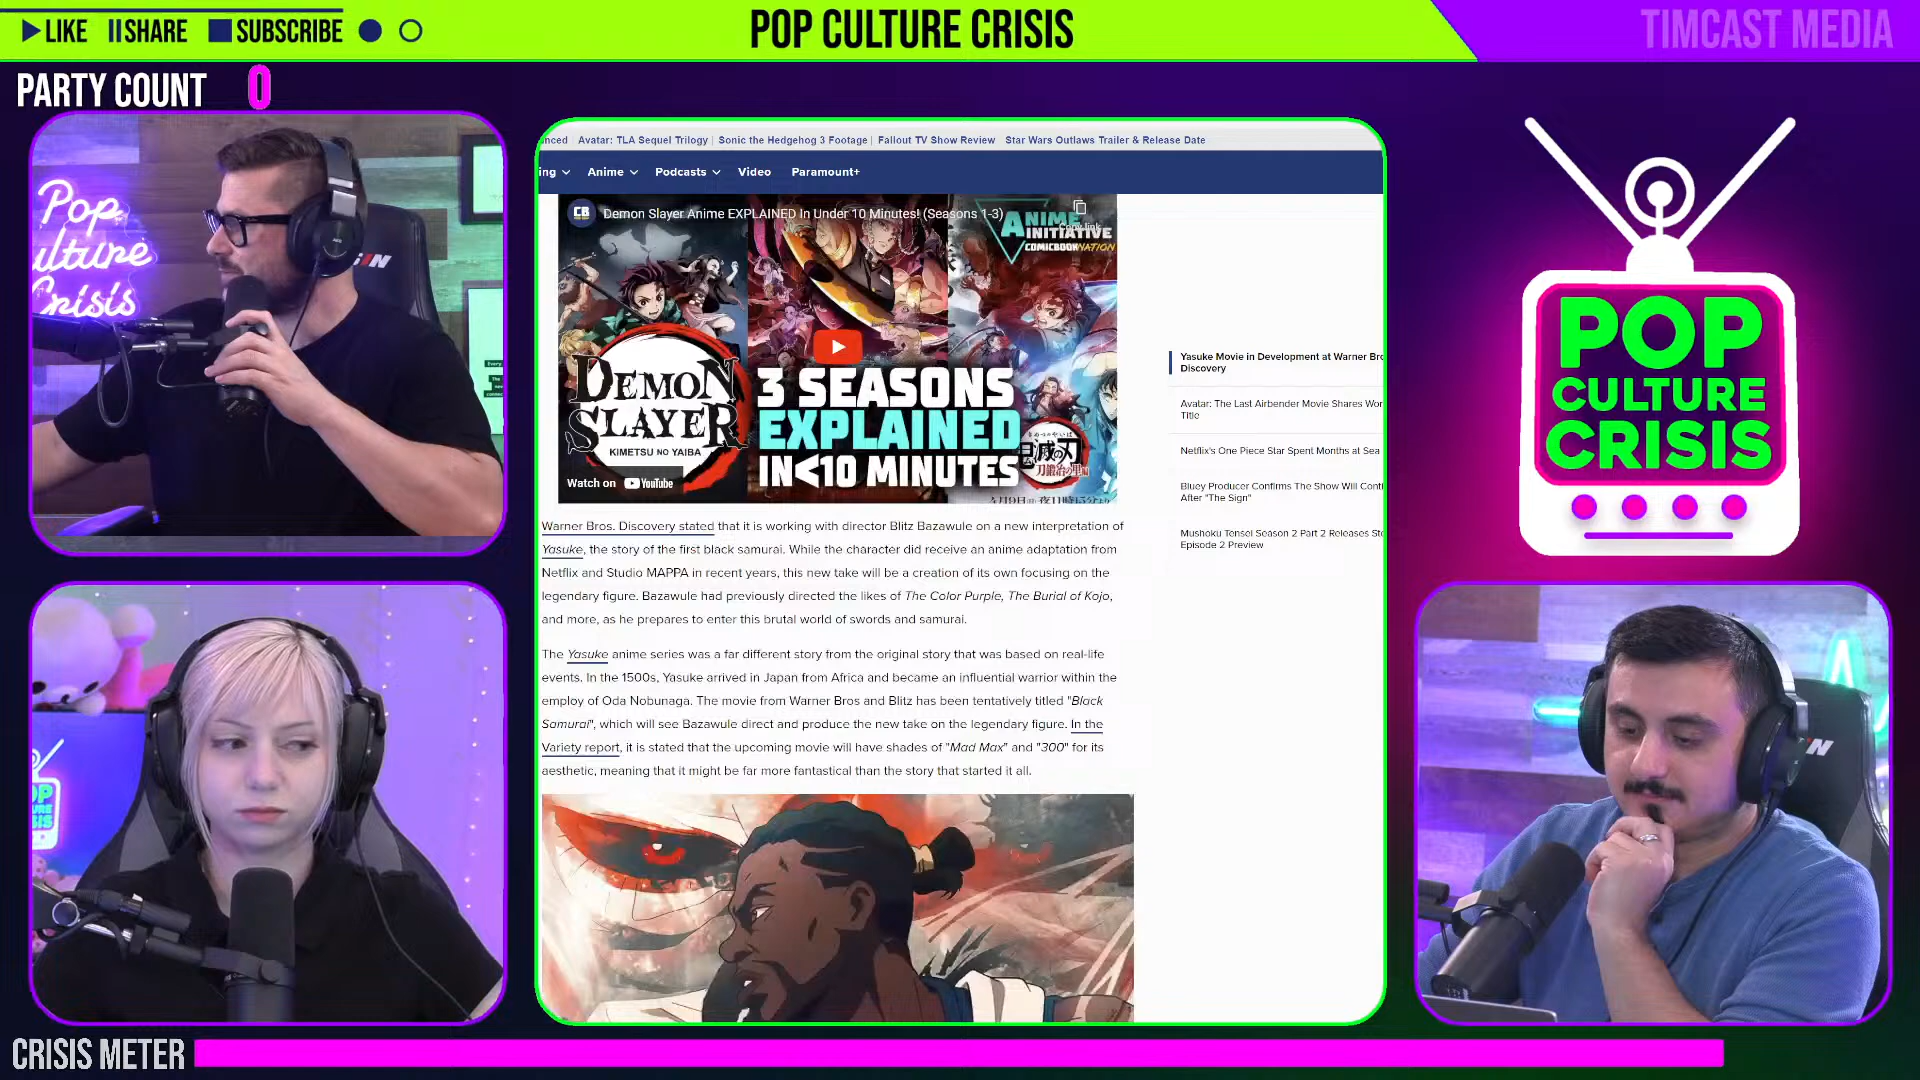 LIKE SHARE SUBSCRIBE
POP CULTURE CRISIS
TIMCAST MEDIA
PARTY COUNT 0
Pop
Culture
Crisis
nced | Avatar: TLA Sequel Trilogy | Sonic the Hedgehog 3 Footage | Fallout TV Show Review Star Wars Outlaws Trailer & Release Date
ing Anime Podcasts Video Paramount+
CB Demon Slayer Anime EXPLAINED In Under 10 Minutes! (Seasons 1-3)
Copy link
ANIME
INITIATIVE
COMICBOOKNATION
DEMON
SLAYER
KIMETSU NO YAIBA
3 SEASONS
EXPLAINED
IN<10 MINUTES
Watch on YouTube
Warner Bros. Discovery stated that it is working with director Blitz Bazawule on a new interpretation of
Yasuke, the story of the first black samurai. While the character did receive an anime adaptation from
Netflix and Studio MAPPA in recent years, this new take will be a creation of its own focusing on the
legendary figure. Bazawule had previously directed the likes of The Color Purple, The Burial of Kojo,
and more, as he prepares to enter this brutal world of swords and samurai.
The Yasuke anime series was a far different story from the original story that was based on real-life
events. In the 1500s, Yasuke arrived in Japan from Africa and became an influential warrior within the
employ of Oda Nobunaga. The movie from Warner Bros and Blitz has been tentatively titled "Black
Samurai", which will see Bazawule direct and produce the new take on the legendary figure. In the
Variety report, it is stated that the upcoming movie will have shades of "Mad Max" and "300" for its
aesthetic, meaning that it might be far more fantastical than the story that started it all.
Yasuke Movie in Development at Warner Bro
Discovery
Avatar: The Last Airbender Movie Shares Wor
Title
Netflix's One Piece Star Spent Months at Sea
Bluey Producer Confirms The Show Will Conti
After "The Sign"
Mushoku Tensei Season 2 Part 2 Releases Ste
Episode 2 Preview
POP
CULTURE
CRISIS
CRISIS METER